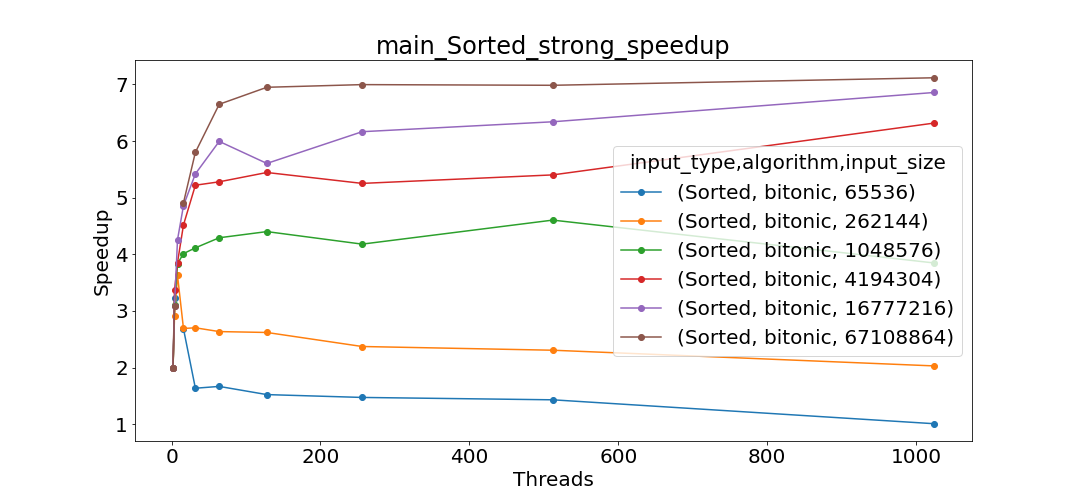 main_Sorted_strong_speedup
Speedup
7
6
5
4
3
2
1
input_type,algorithm,input_size
(Sorted, bitonic, 65536)
(Sorted, bitonic, 262144)
(Sorted, bitonic, 1048576)
(Sorted, bitonic, 4194304)
(Sorted, bitonic, 16777216)
(Sorted, bitonic, 67108864)
0 200 400 600 800 1000
Threads